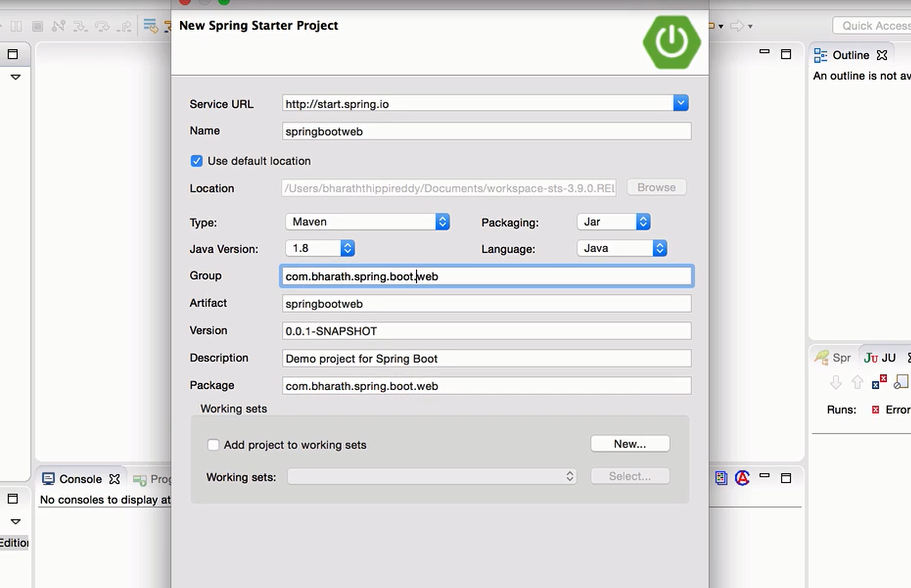 New Spring Starter Project
Quick Access
Service URL http://start.spring.io
Name springbootweb
Use default location
Location /Users/bharaththippireddy/Documents/workspace-sts-3.9.0.REL Browse
Type: Maven Packaging: Jar
Java Version: 1.8 Language: Java
Group com.bharath.spring.boot.web
Artifact springbootweb
Version 0.0.1-SNAPSHOT
Description Demo project for Spring Boot
Package com.bharath.spring.boot.web
Working sets
Add project to working sets New...
Working sets: Select...
Outline
An outline is not av
Spr JU JU
Runs: Error
Console Prog
No consoles to display at
Editio